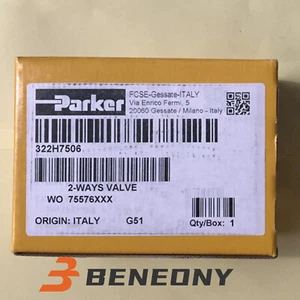 Parker
FCSE-Gessate-ITALY
Via Enrico Fermi, 5
20060 Gessate / Milano - Italy
322H7506
2-WAYS VALVE
WO 75576XXX
ORIGIN: ITALY G51
Qty/Box: 1
BENEONY